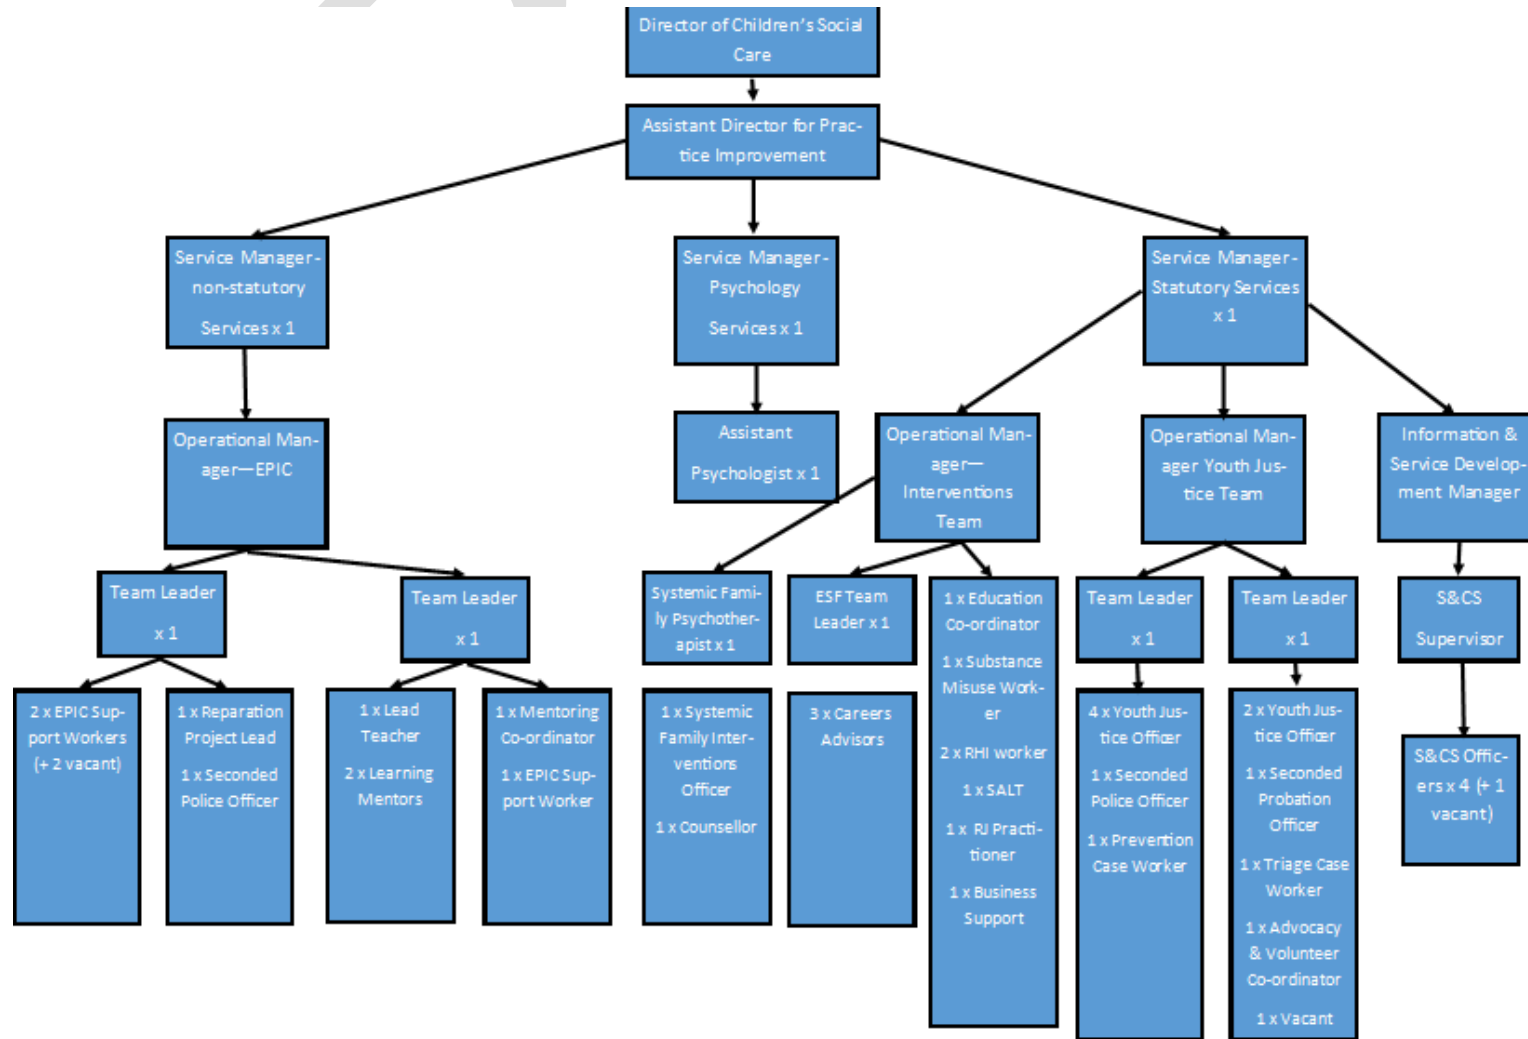 Director of Children's Social
Care
Assistant Director for Prac-
tice Improvement
Service Manager-
non-statutory
Services x 1
Service Manager-
Psychology
Services x 1
Service Manager-
Statutory Services
x 1
Operational Man-
ager—EPIC
Assistant
Psychologist x 1
Operational Man-
ager—
Interventions
Team
Operational Man-
ager Youth Jus-
tice Team
Information &
Service Develop-
ment Manager
Team Leader
x 1
Team Leader
x 1
Systemic Fami-
ly Psychother-
apist x 1
ESF Team
Leader x 1
1 x Education
Co-ordinator
1 x Substance
Misuse Work-
er
2 x RHI worker
1 x SALT
1 x RJ Practi-
tioner
1 x Business
Support
Team Leader
x 1
Team Leader
x 1
S&CS
Supervisor
2 x EPIC Sup-
port Workers
(+ 2 vacant)
1 x Reparation
Project Lead
1 x Seconded
Police Officer
1 x Lead
Teacher
2 x Learning
Mentors
1 x Mentoring
Co-ordinator
1 x EPIC Sup-
port Worker
1 x Systemic
Family Inter-
ventions
Officer
1 x Counsellor
3 x Careers
Advisors
4 x Youth Jus-
tice Officer
1 x Seconded
Police Officer
1 x Prevention
Case Worker
2 x Youth Jus-
tice Officer
1 x Seconded
Probation
Officer
1 x Triage Case
Worker
1 x Advocacy
& Volunteer
Co-ordinator
1 x Vacant
S&CS Offic-
ers x 4 (+ 1
vacant)